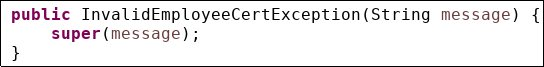 public InvalidEmployeeCertException(String message) {
    super(message);
}